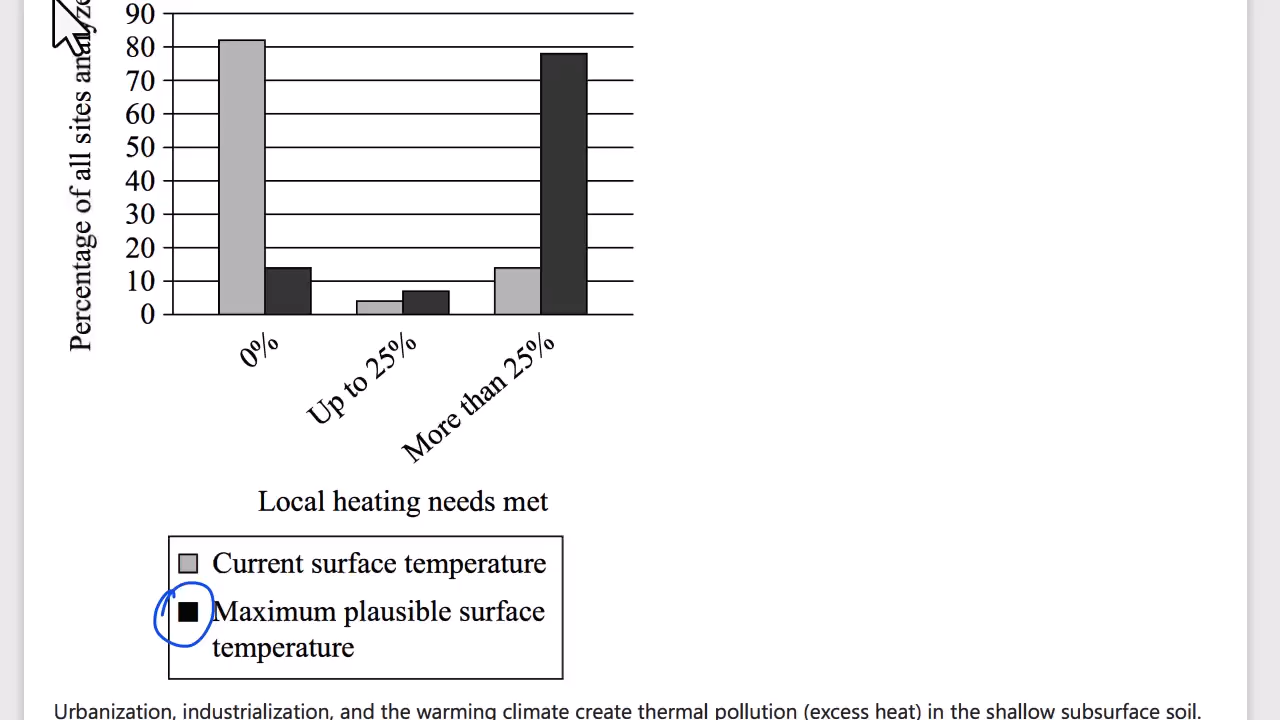 90
80
70
60
50
40
30
20
10
0
Percentage of all sites
0%
Up to 25%
More than 25%
Local heating needs met
Current surface temperature
Maximum plausible surface
temperature
Urbanization, industrialization, and the warming climate create thermal pollution (excess heat) in the shallow subsurface soil.